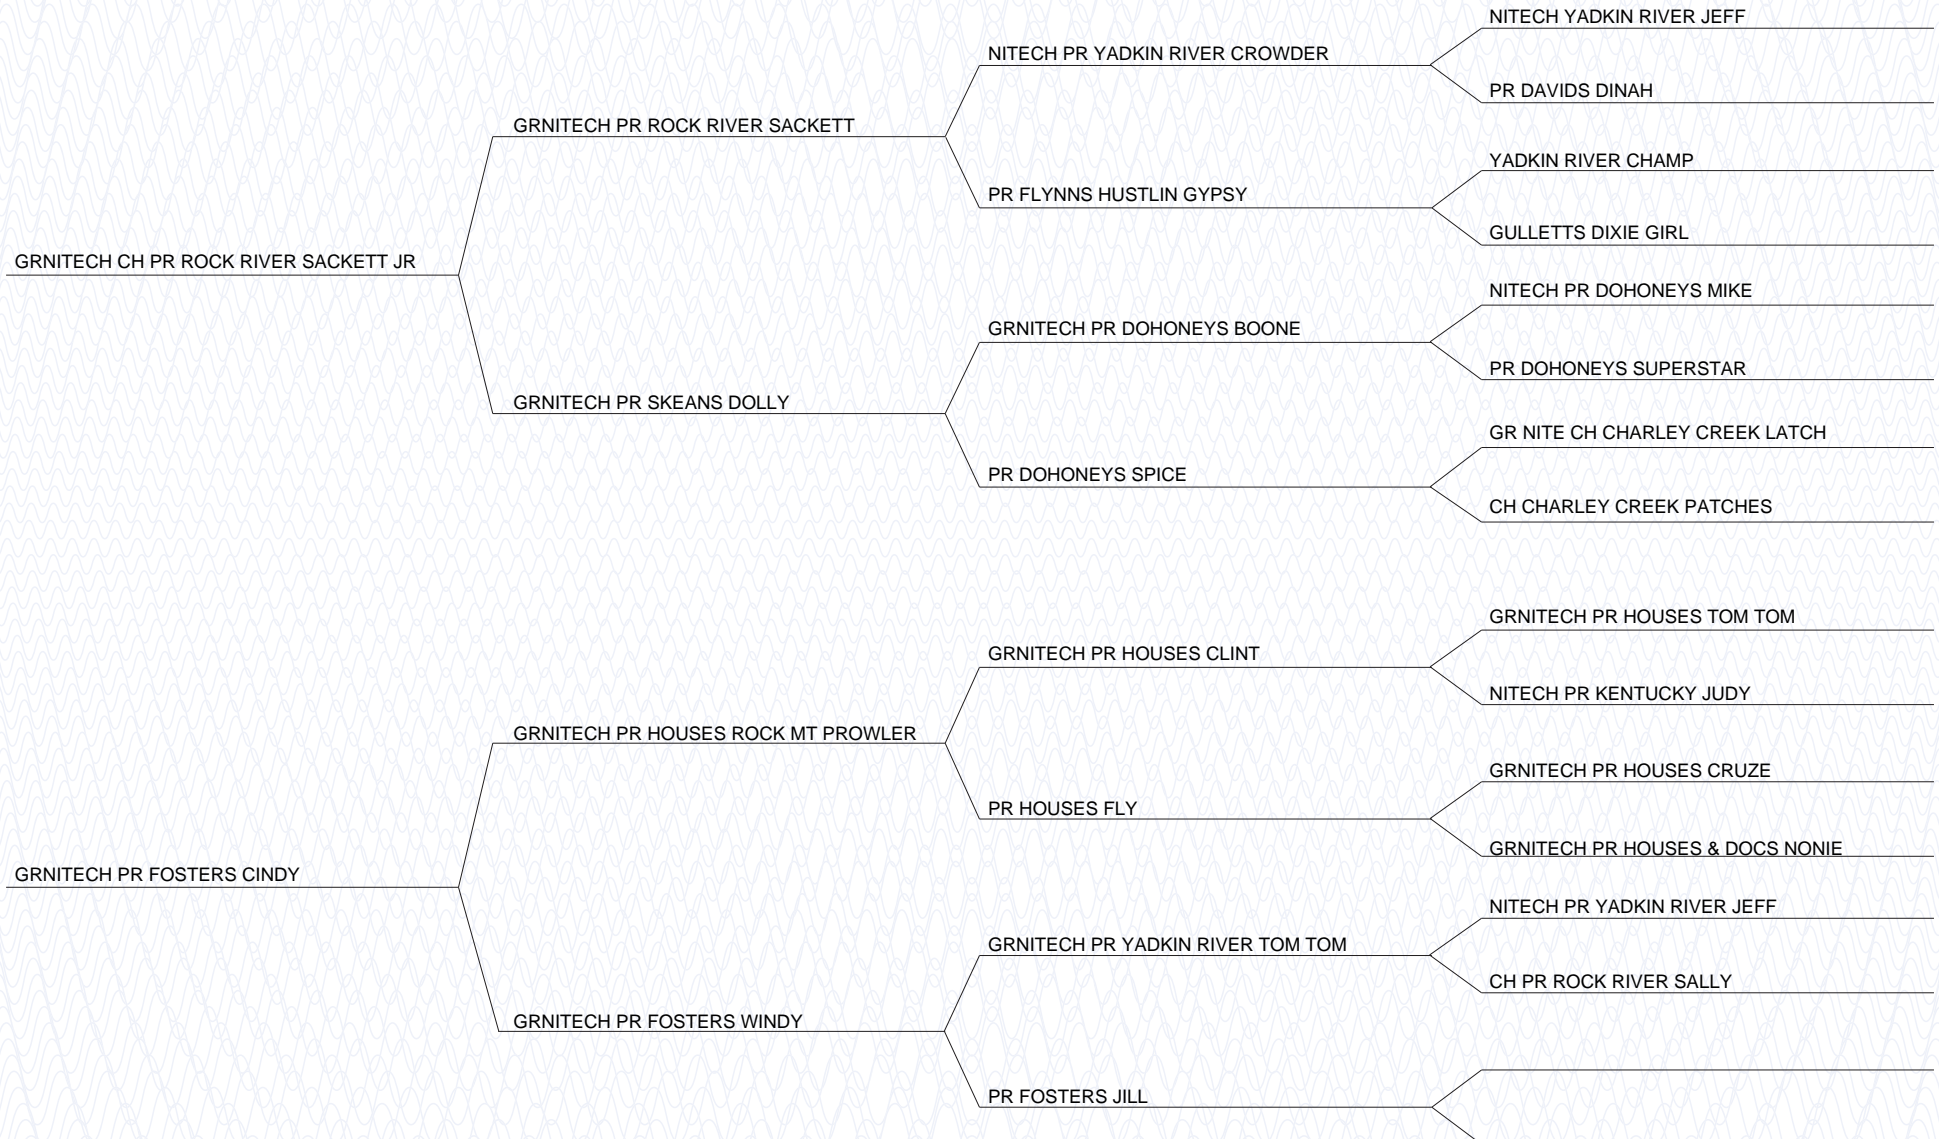 NITECH YADKIN RIVER JEFF
NITECH PR YADKIN RIVER CROWDER
PR DAVIDS DINAH
GRNITECH PR ROCK RIVER SACKETT
YADKIN RIVER CHAMP
PR FLYNNS HUSTLIN GYPSY
GULLETTS DIXIE GIRL
GRNITECH CH PR ROCK RIVER SACKETT JR
NITECH PR DOHONEYS MIKE
GRNITECH PR DOHONEYS BOONE
PR DOHONEYS SUPERSTAR
GRNITECH PR SKEANS DOLLY
GR NITE CH CHARLEY CREEK LATCH
PR DOHONEYS SPICE
CH CHARLEY CREEK PATCHES
GRNITECH PR HOUSES TOM TOM
GRNITECH PR HOUSES CLINT
NITECH PR KENTUCKY JUDY
GRNITECH PR HOUSES ROCK MT PROWLER
GRNITECH PR HOUSES CRUZE
PR HOUSES FLY
GRNITECH PR HOUSES & DOCS NONIE
GRNITECH PR FOSTERS CINDY
NITECH PR YADKIN RIVER JEFF
GRNITECH PR YADKIN RIVER TOM TOM
CH PR ROCK RIVER SALLY
GRNITECH PR FOSTERS WINDY
PR FOSTERS JILL